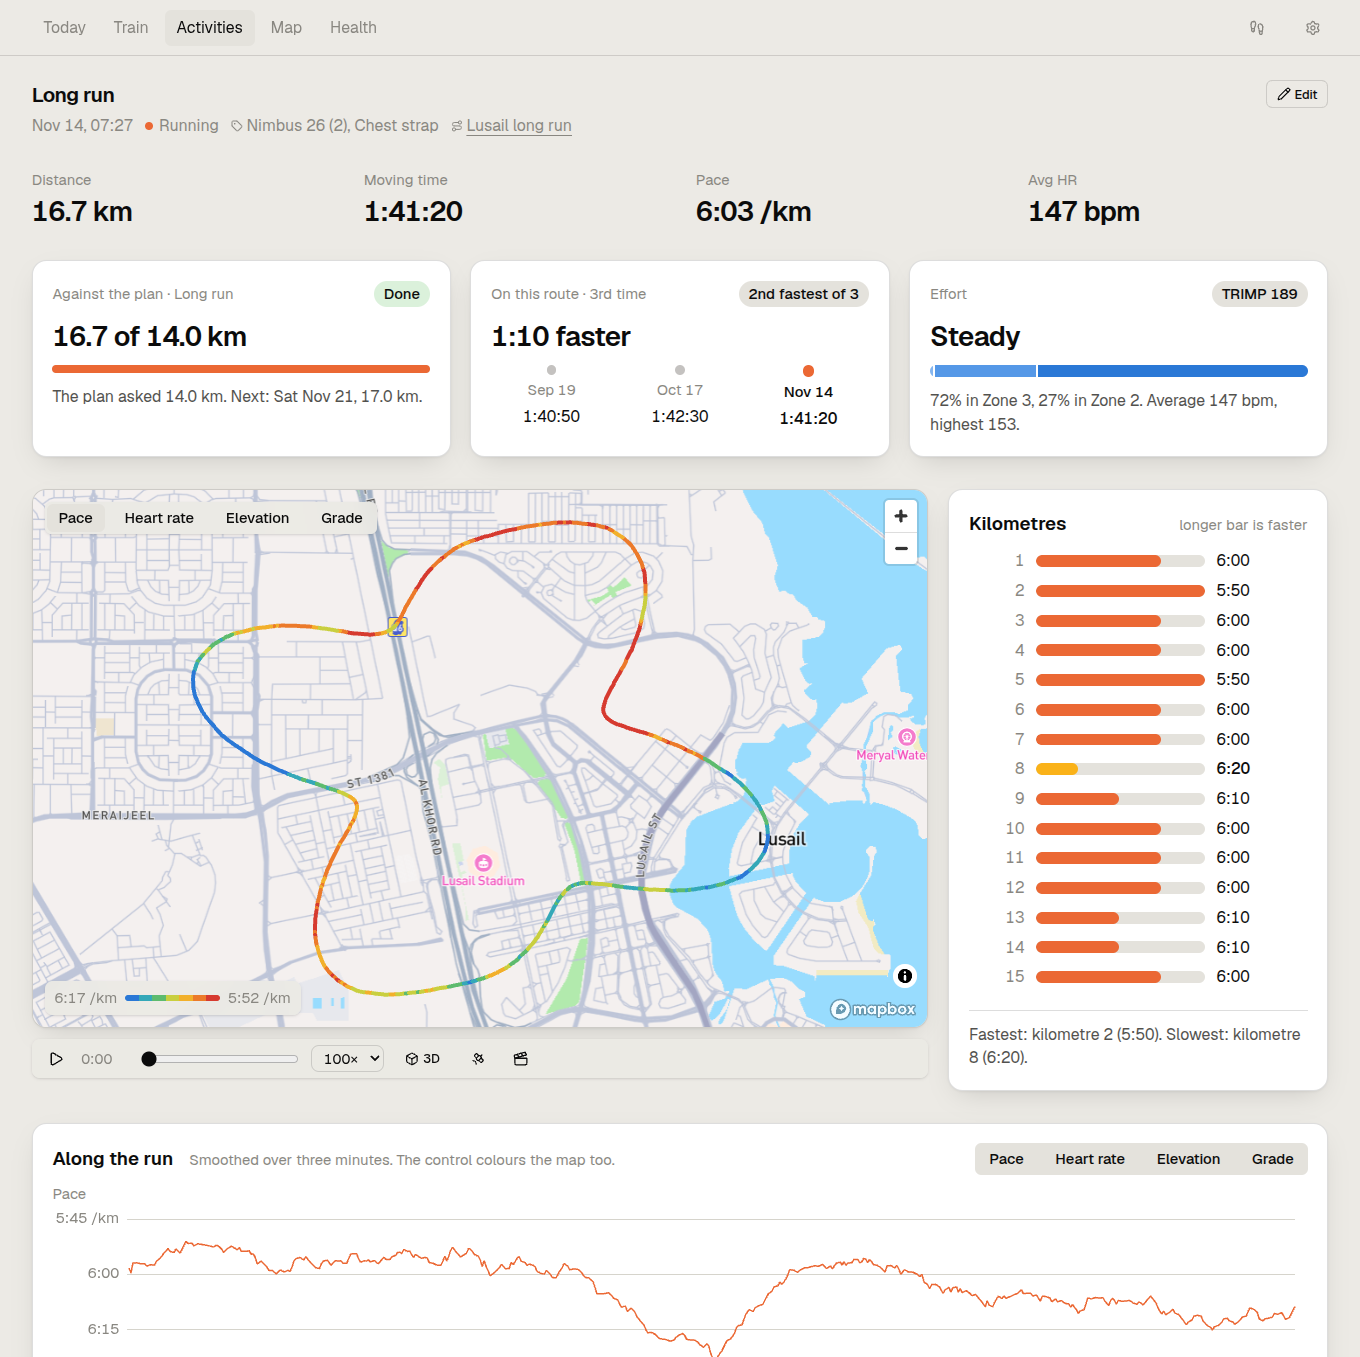 Today Train Activities Map Health
Long run
Edit
Nov 14, 07:27 Running Nimbus 26 (2), Chest strap Lusail long run
Distance Moving time Pace Avg HR
16.7 km 1:41:20 6:03 /km 147 bpm
Against the plan · Long run Done
16.7 of 14.0 km
The plan asked 14.0 km. Next: Sat Nov 21, 17.0 km.
On this route · 3rd time 2nd fastest of 3
1:10 faster
Sep 19 Oct 17 Nov 14
1:40:50 1:42:30 1:41:20
Effort TRIMP 189
Steady
72% in Zone 3, 27% in Zone 2. Average 147 bpm,
highest 153.
Pace Heart rate Elevation Grade
+
−
Meryal Water
ST 1381
AL KHOR RD
MERAIJEEL
LUSAIL ST
Lusail
Lusail Stadium
6:17 /km 5:52 /km
mapbox
0:00 100× 3D
Kilometres longer bar is faster
1 6:00
2 5:50
3 6:00
4 6:00
5 5:50
6 6:00
7 6:00
8 6:20
9 6:10
10 6:00
11 6:00
12 6:00
13 6:10
14 6:10
15 6:00
Fastest: kilometre 2 (5:50). Slowest: kilometre
8 (6:20).
Along the run Smoothed over three minutes. The control colours the map too.
Pace Heart rate Elevation Grade
Pace
5:45 /km
6:00
6:15